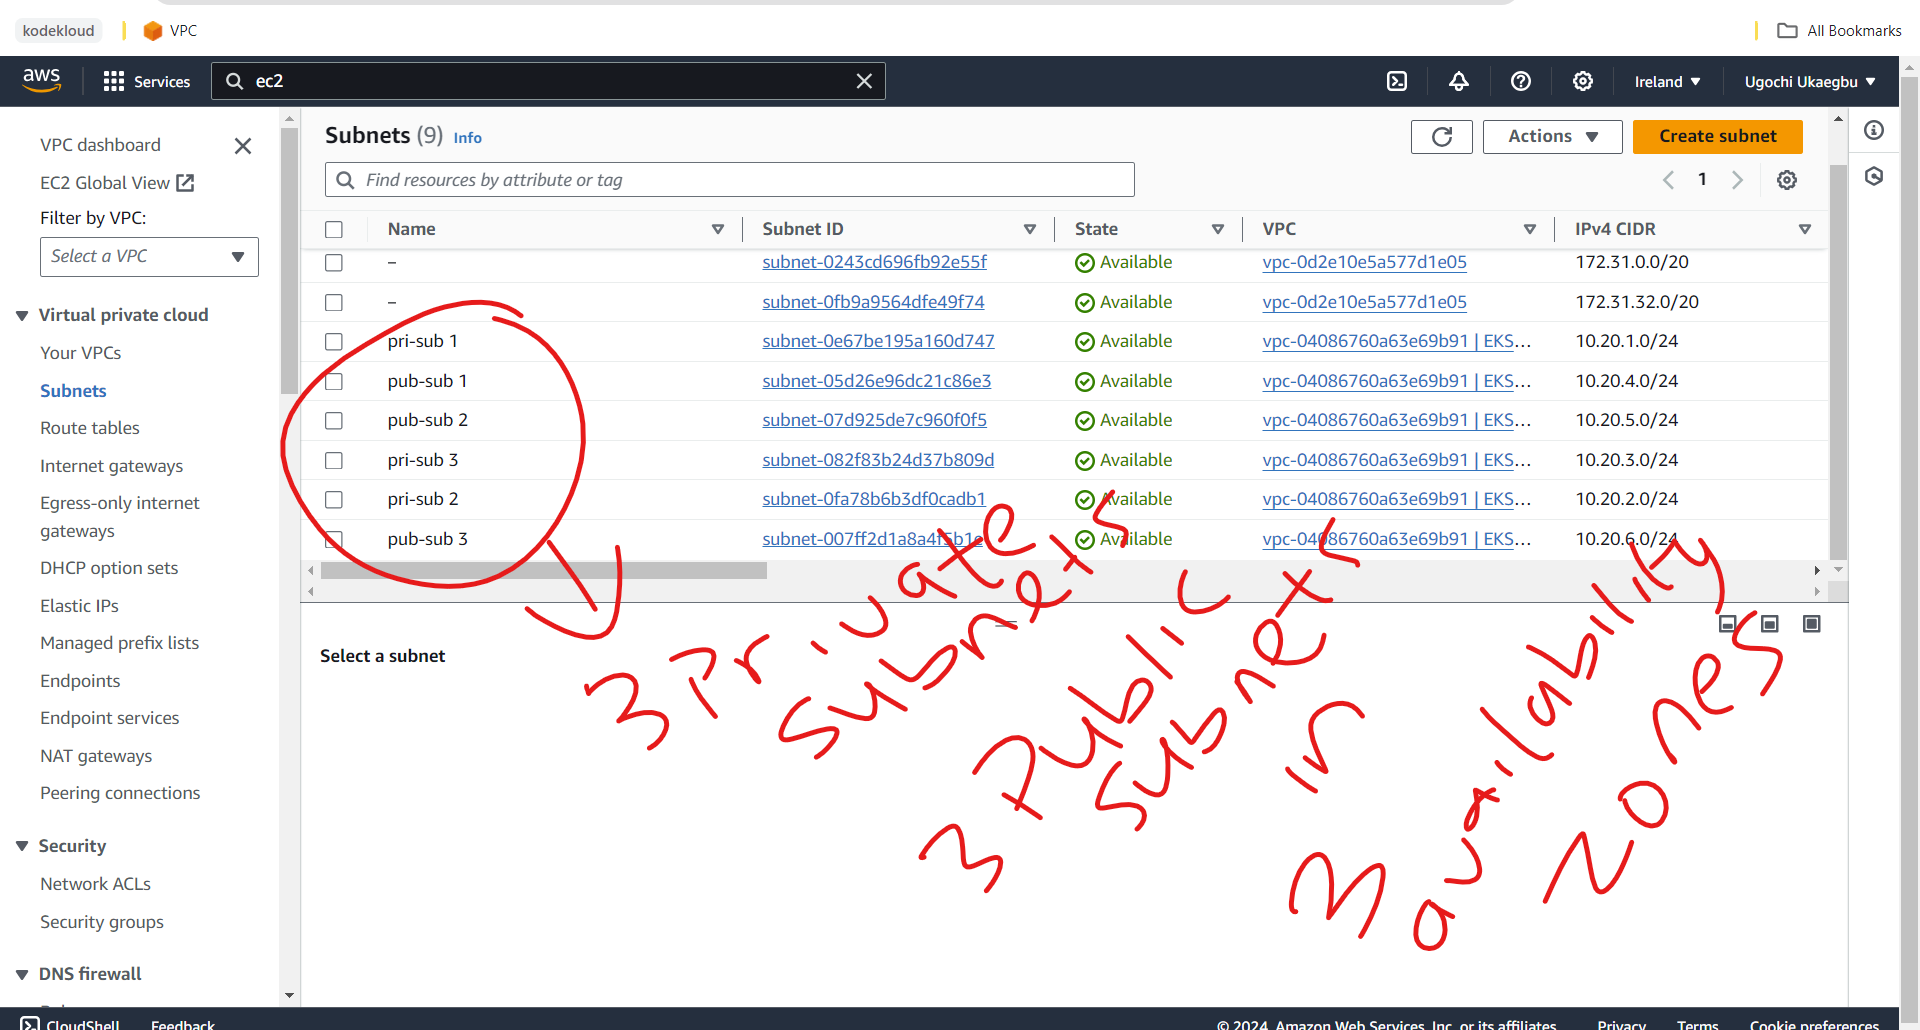 kodekloud VPC All Bookmarks
aws Services ec2 Ireland Ugochi Ukaegbu
VPC dashboard
EC2 Global View
Filter by VPC:
Select a VPC
Virtual private cloud
Your VPCs
Subnets
Route tables
Internet gateways
Egress-only internet
gateways
DHCP option sets
Elastic IPs
Managed prefix lists
Endpoints
Endpoint services
NAT gateways
Peering connections
Security
Network ACLs
Security groups
DNS firewall
Subnets (9) Info
Actions Create subnet
Find resources by attribute or tag
1
Name Subnet ID State VPC IPv4 CIDR
– subnet-0243cd696fb92e55f Available vpc-0d2e10e5a577d1e05 172.31.0.0/20
– subnet-0fb9a9564dfe49f74 Available vpc-0d2e10e5a577d1e05 172.31.32.0/20
pri-sub 1 subnet-0e67be195a160d747 Available vpc-04086760a63e69b91 | EKS... 10.20.1.0/24
pub-sub 1 subnet-05d26e96dc21c86e3 Available vpc-04086760a63e69b91 | EKS... 10.20.4.0/24
pub-sub 2 subnet-07d925de7c960f0f5 Available vpc-04086760a63e69b91 | EKS... 10.20.5.0/24
pri-sub 3 subnet-082f83b24d37b809d Available vpc-04086760a63e69b91 | EKS... 10.20.3.0/24
pri-sub 2 subnet-0fa78b6b3df0cadb1 Available vpc-04086760a63e69b91 | EKS... 10.20.2.0/24
pub-sub 3 Available vpc-04086760a63e69b91 | EKS... 10.20.6.0/24
Select a subnet
3 private
subnets
3 public
subnets
in
3 availability
zones
CloudShell Feedback © 2024, Amazon Web Services, Inc. or its affiliates. Privacy Terms Cookie preferences